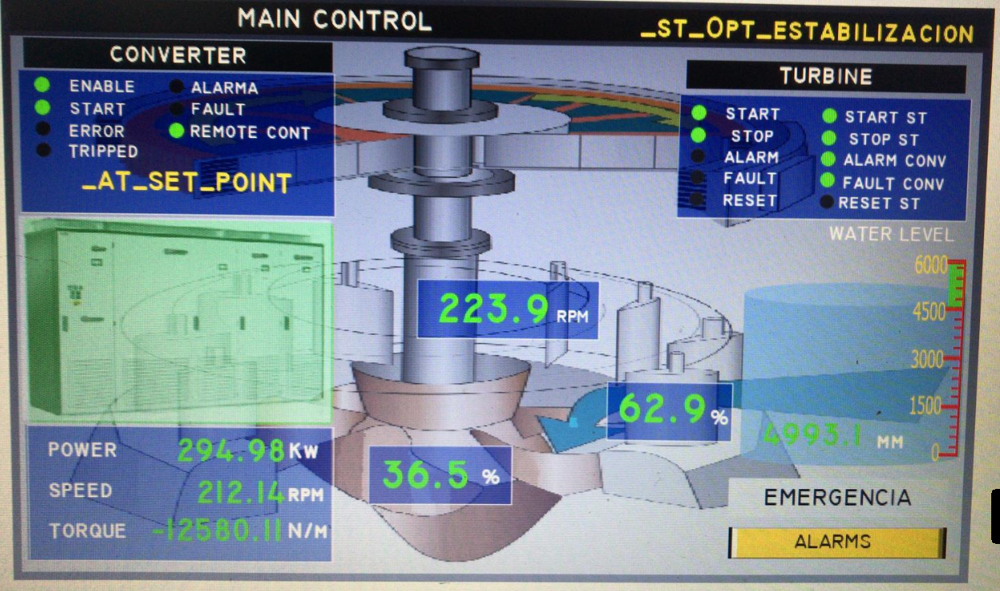 MAIN CONTROL
_ST_OPT_ESTABILIZACION
CONVERTER
ENABLE
START
ERROR
TRIPPED
ALARMA
FAULT
REMOTE CONT
_AT_SET_POINT
TURBINE
START
STOP
ALARM
FAULT
RESET
START ST
STOP ST
ALARM CONV
FAULT CONV
RESET ST
WATER LEVEL
6000
4500
3000
1500
0
223.9 RPM
62.9 %
4993.1 MM
36.5 %
POWER 294.98 KW
SPEED 212.14 RPM
TORQUE -12580.11 N/M
EMERGENCIA
ALARMS